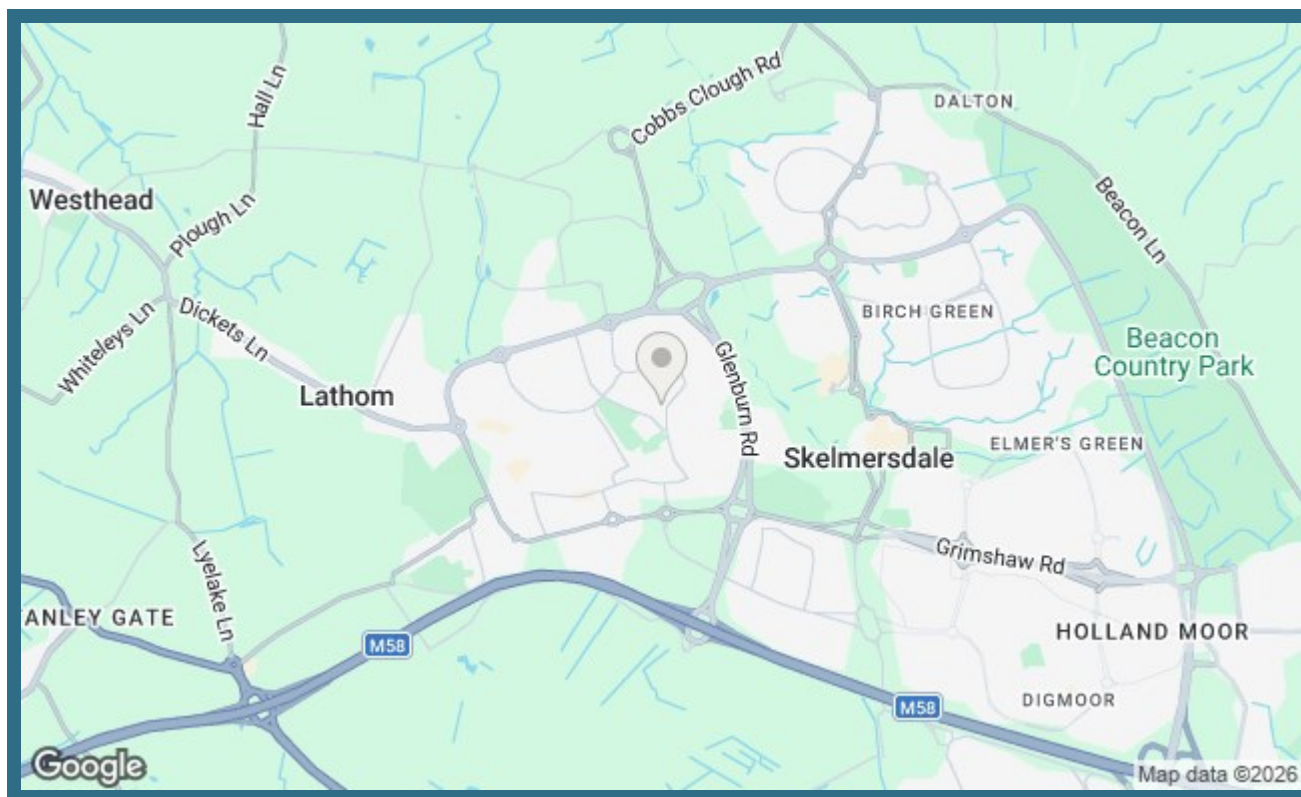 Cobbs Clough Rd
DALTON
Hall Ln
Westhead
Plough Ln
Beacon Ln
Whiteleys Ln
Dickets Ln
BIRCH GREEN
Beacon
Country Park
Glenburn Rd
Lathom
ELMER'S GREEN
Skelmersdale
Grimshaw Rd
Lyelake Ln
ANLEY GATE
M58
HOLLAND MOOR
DIGMOOR
M58
Google
Map data ©2026